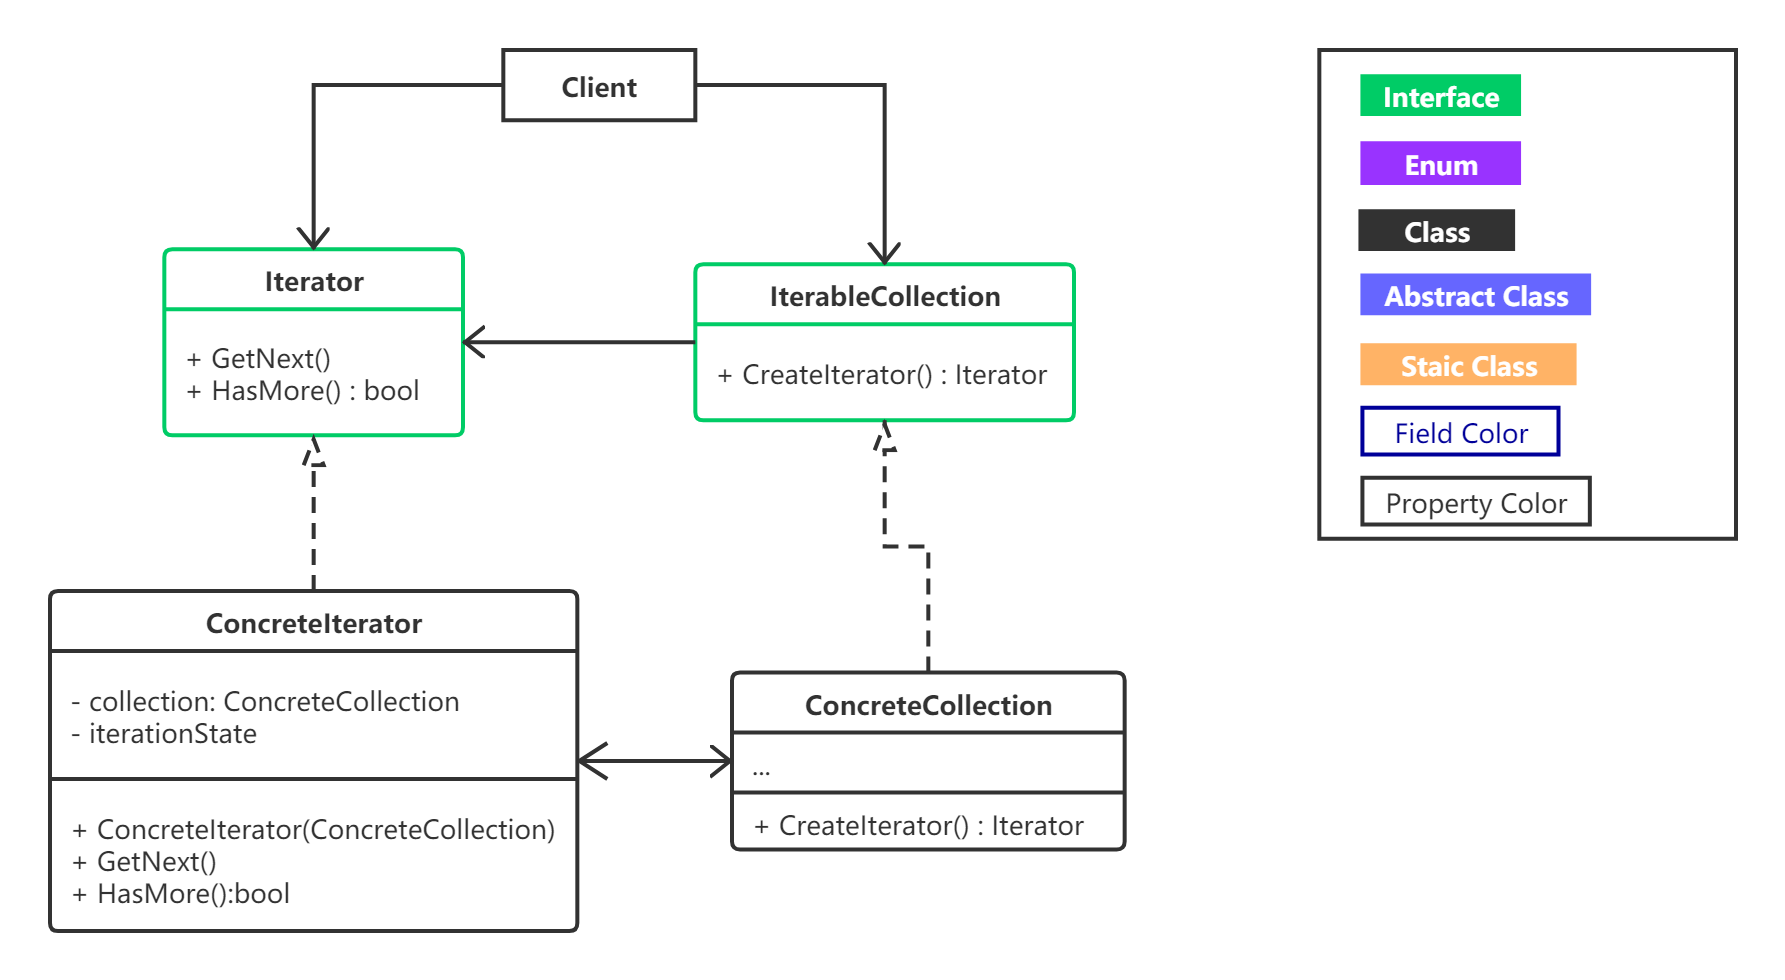 Client
Iterator
+ GetNext()
+ HasMore() : bool
IterableCollection
+ CreateIterator() : Iterator
ConcreteIterator
- collection: ConcreteCollection
- iterationState
+ ConcreteIterator(ConcreteCollection)
+ GetNext()
+ HasMore():bool
ConcreteCollection
...
+ CreateIterator() : Iterator
Interface
Enum
Class
Abstract Class
Staic Class
Field Color
Property Color